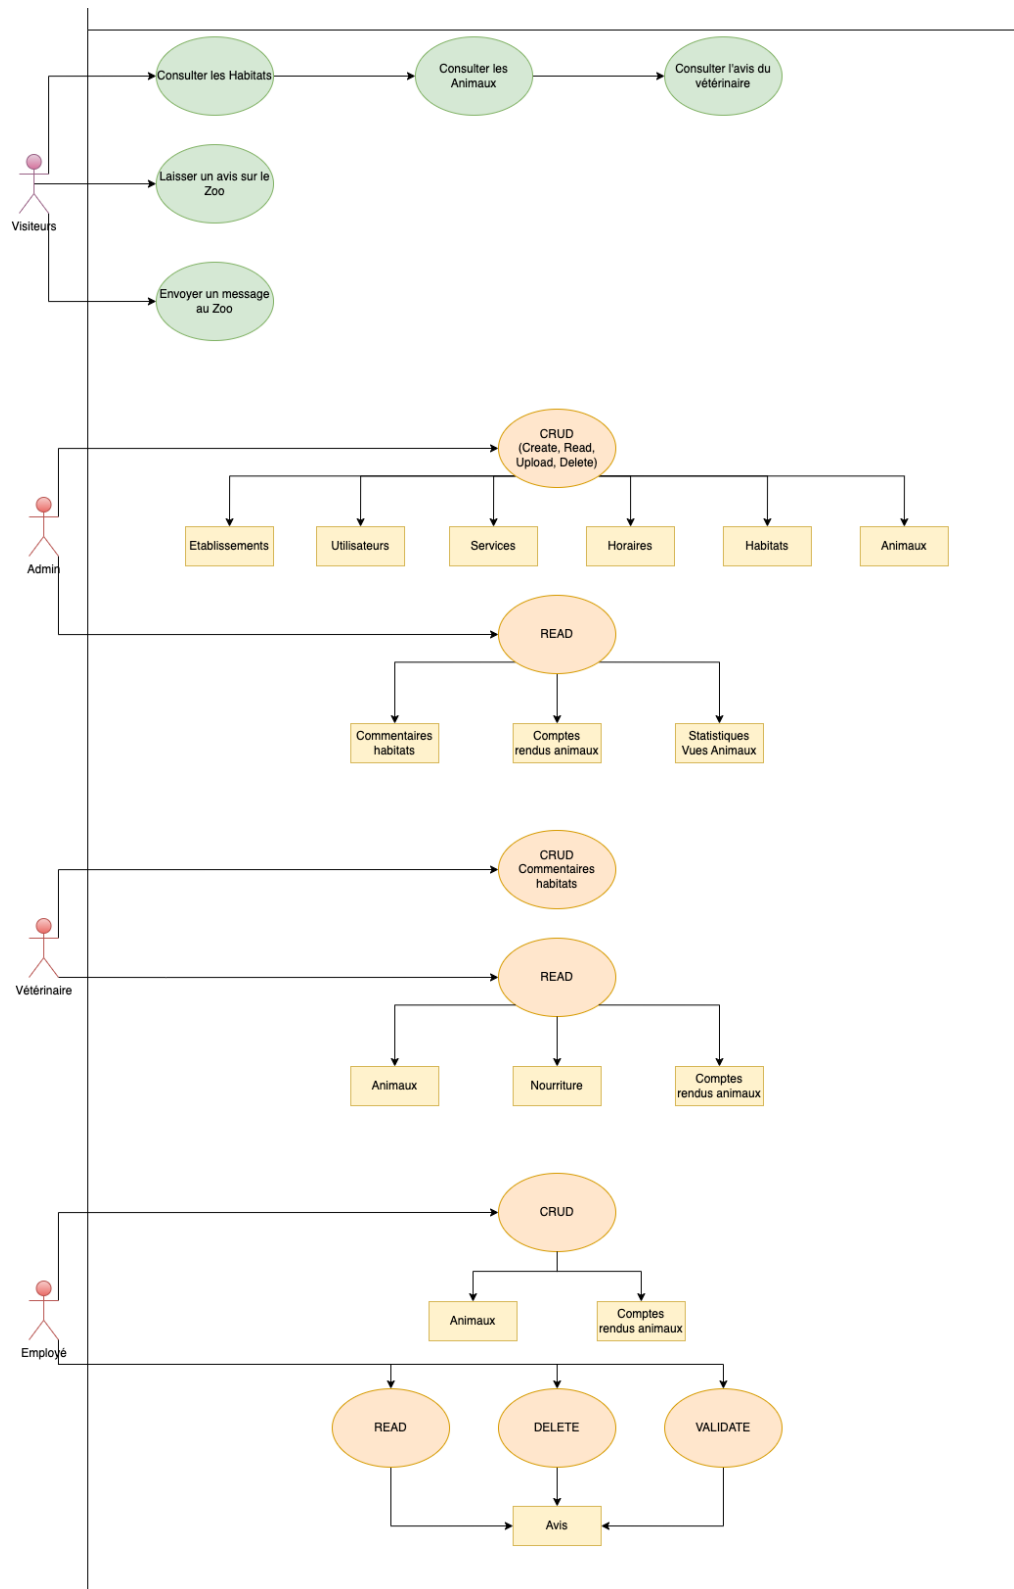 Consulter les Habitats
Consulter les
Animaux
Consulter l'avis du
vétérinaire
Laisser un avis sur le
Zoo
Visiteurs
Envoyer un message
au Zoo
CRUD
(Create, Read,
Upload, Delete)
Etablissements
Utilisateurs
Services
Horaires
Habitats
Animaux
Admin
READ
Commentaires
habitats
Comptes
rendus animaux
Statistiques
Vues Animaux
CRUD
Commentaires
habitats
READ
Vétérinaire
Animaux
Nourriture
Comptes
rendus animaux
CRUD
Animaux
Comptes
rendus animaux
Employé
READ
DELETE
VALIDATE
Avis